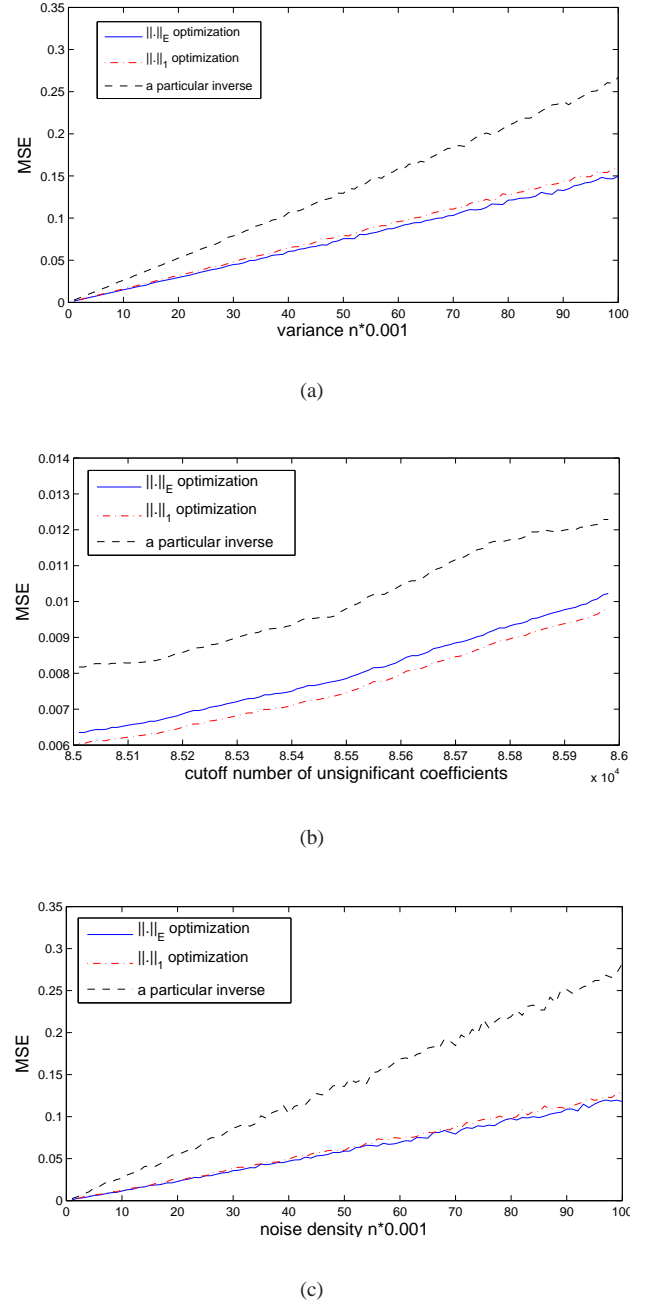 0.35
0.3
0.25
0.2
0.15
0.1
0.05
0
MSE
||.||E optimization
||.||1 optimization
a particular inverse
0 10 20 30 40 50 60 70 80 90 100
variance n*0.001
(a)
0.014
0.013
0.012
0.011
0.01
0.009
0.008
0.007
0.006
MSE
||.||E optimization
||.||1 optimization
a particular inverse
8.5 8.51 8.52 8.53 8.54 8.55 8.56 8.57 8.58 8.59 8.6
x 10^4
cutoff number of unsignificant coefficients
(b)
0.35
0.3
0.25
0.2
0.15
0.1
0.05
0
MSE
||.||E optimization
||.||1 optimization
a particular inverse
0 10 20 30 40 50 60 70 80 90 100
noise density n*0.001
(c)